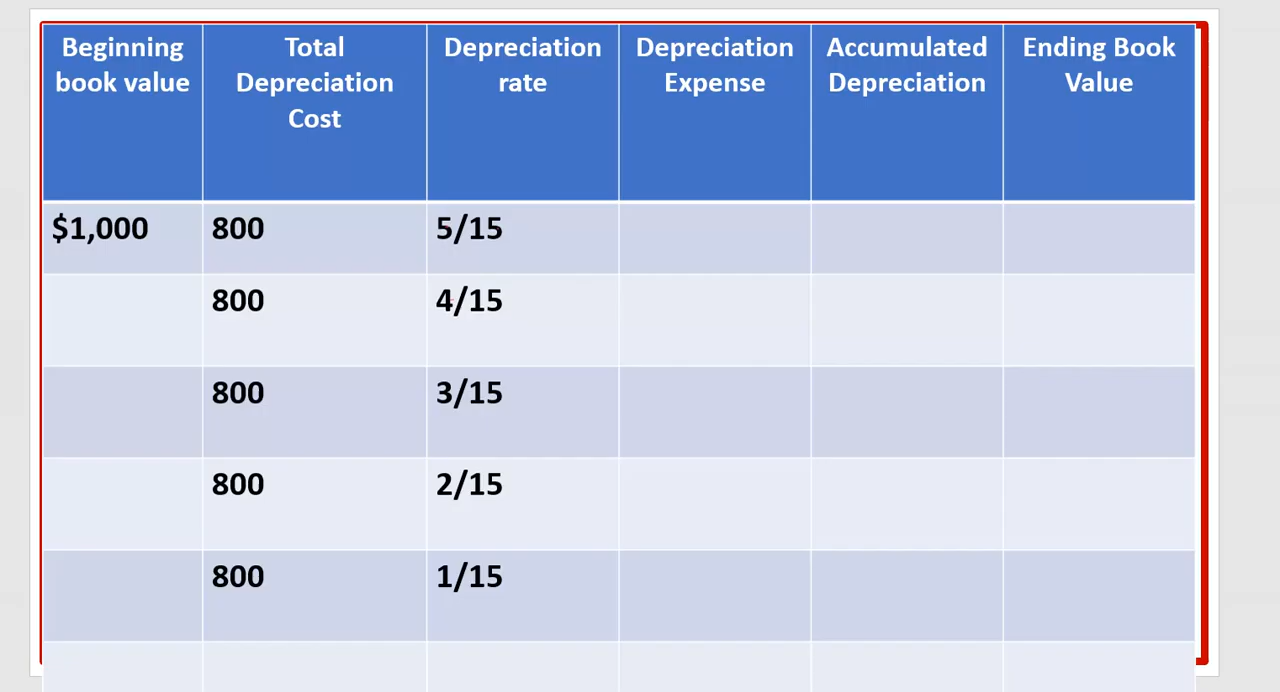 Beginning book value
Total Depreciation Cost
Depreciation rate
Depreciation Expense
Accumulated Depreciation
Ending Book Value
$1,000 800 5/15
800 4/15
800 3/15
800 2/15
800 1/15